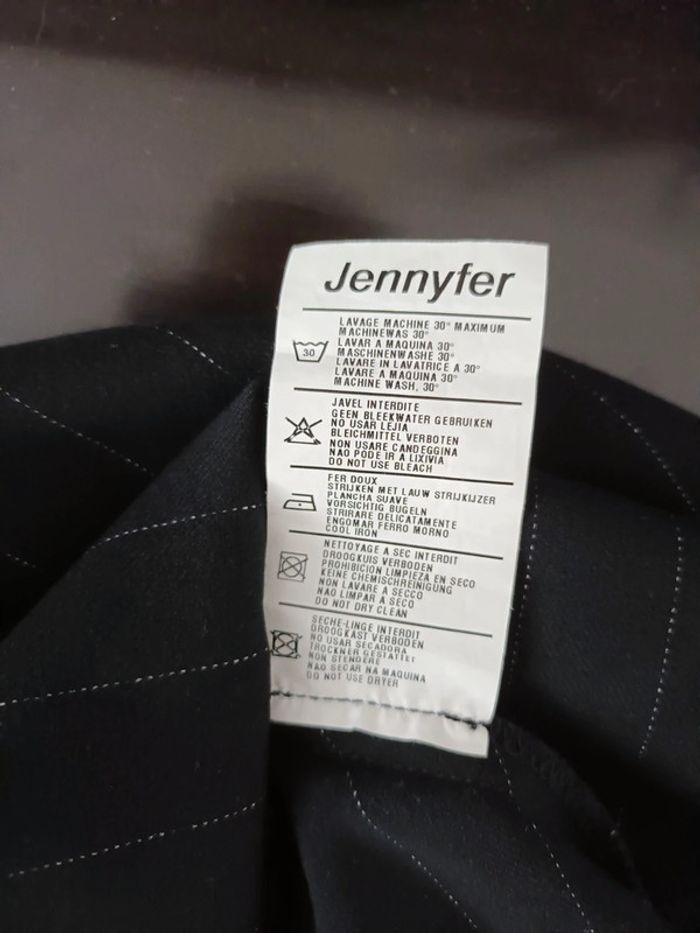 Jennyfer
LAVAGE MACHINE 30° MAXIMUM
MACHINEWAS 30°
LAVAR A MAQUINA 30°
MASCHINENWASHE 30°
LAVARE IN LAVATRICE A 30°
LAVARE A MAQUINA 30°
MACHINE WASH, 30°
30
JAVEL INTERDITE
GEEN BLEEKWATER GEBRUIKEN
NO USAR LEJIA
BLEICHMITTEL VERBOTEN
NON USARE CANDEGGINA
NAO PODE IR A LIXIVIA
DO NOT USE BLEACH
FER DOUX
STRIJKEN MET LAUW STRIJKIJZER
PLANCHA SUAVE
VORSICHTIG BUGELN
STRIRARE DELICATAMENTE
ENGOMAR FERRO MORNO
COOL IRON
NETTOYAGE A SEC INTERDIT
DROOGKUIS VERBODEN
PROHIBICION LIMPIEZA EN SECO
KEINE CHEMISCHREINIGUNG
NON LAVARE A SECCO
NAO LIMPAR A SECO
DO NOT DRY CLEAN
SECHE-LINGE INTERDIT
DROOGKAST VERBODEN
NO USAR SECADORA
TROCKNER GESTATTET
NON STENDERE
NAO SECAR NA MAQUINA
DO NOT USE DRYER